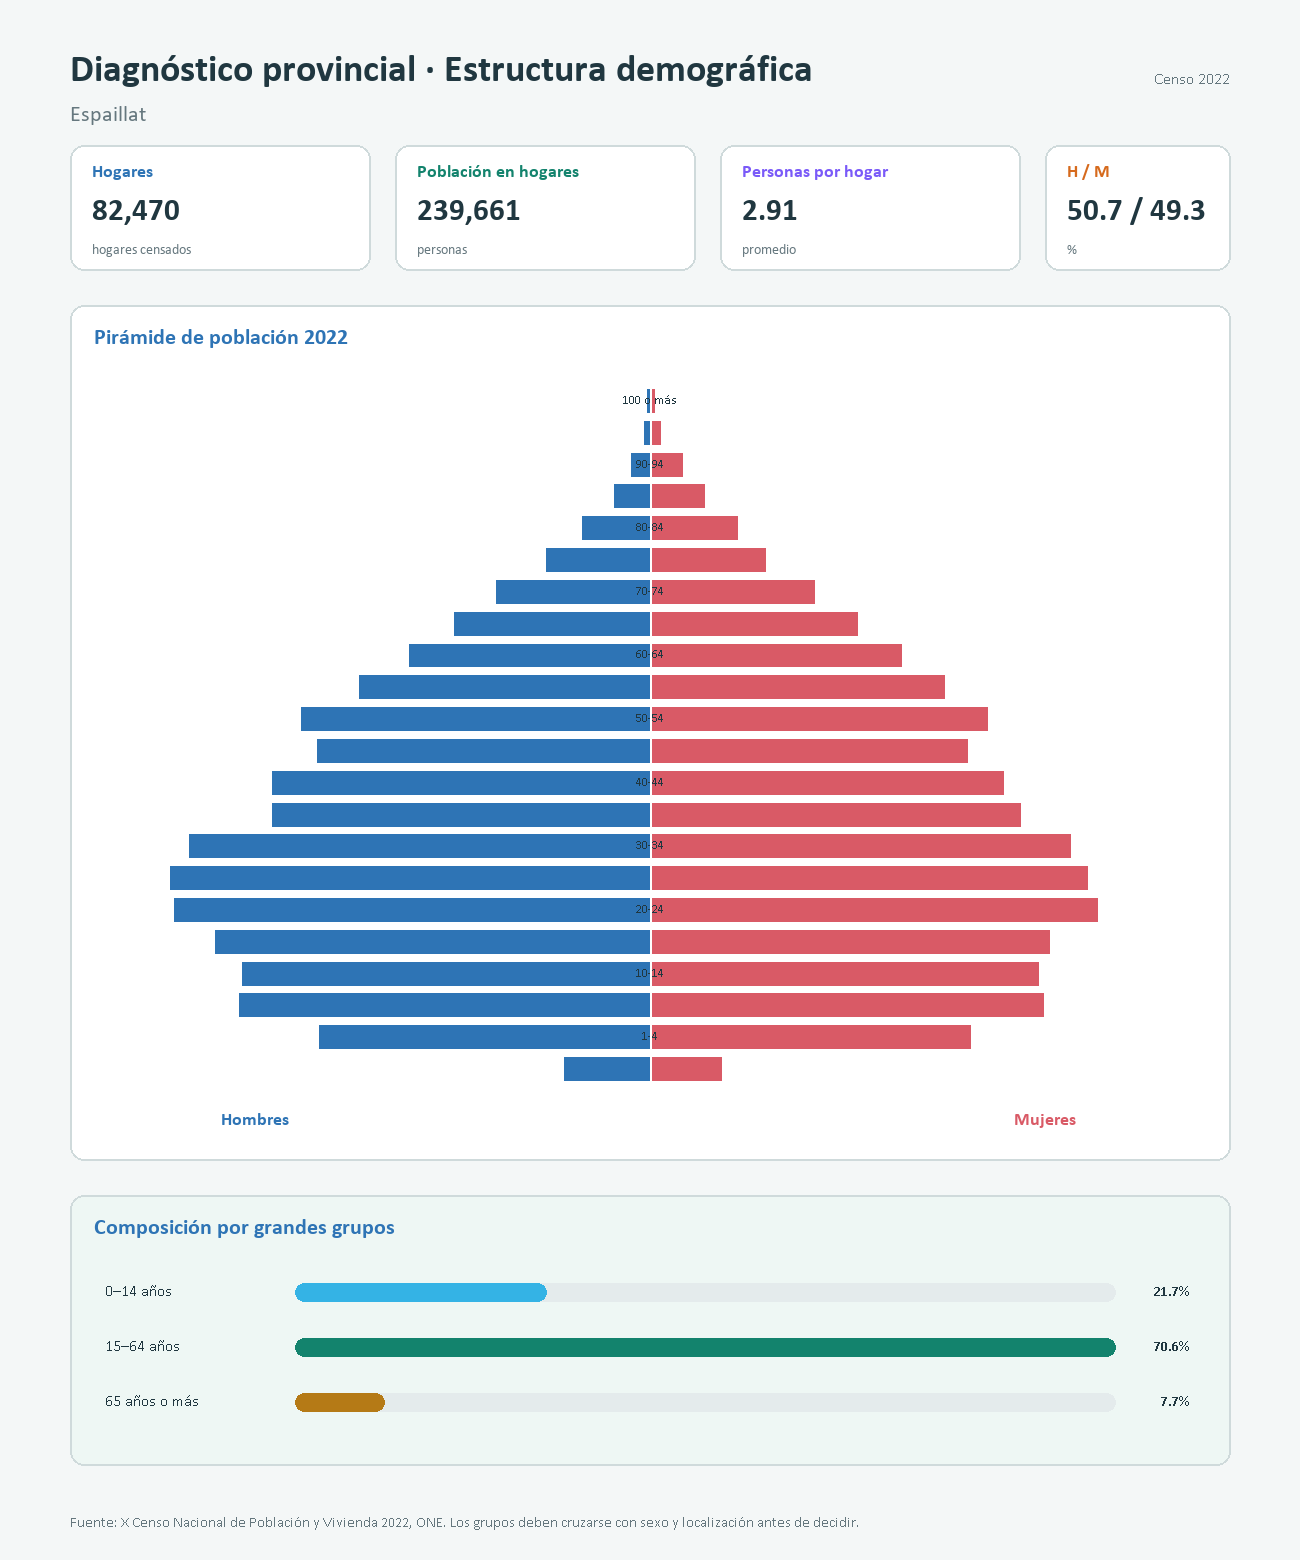 Diagnóstico provincial · Estructura demográfica
Censo 2022
Espaillat
Hogares
82,470
hogares censados
Población en hogares
239,661
personas
Personas por hogar
2.91
promedio
H / M
50.7 / 49.3
%
Pirámide de población 2022
100 o más
90-94
80-84
70-74
60-64
50-54
40-44
30-34
20-24
10-14
1-4
Hombres
Mujeres
Composición por grandes grupos
0–14 años
21.7%
15–64 años
70.6%
65 años o más
7.7%
Fuente: X Censo Nacional de Población y Vivienda 2022, ONE. Los grupos deben cruzarse con sexo y localización antes de decidir.